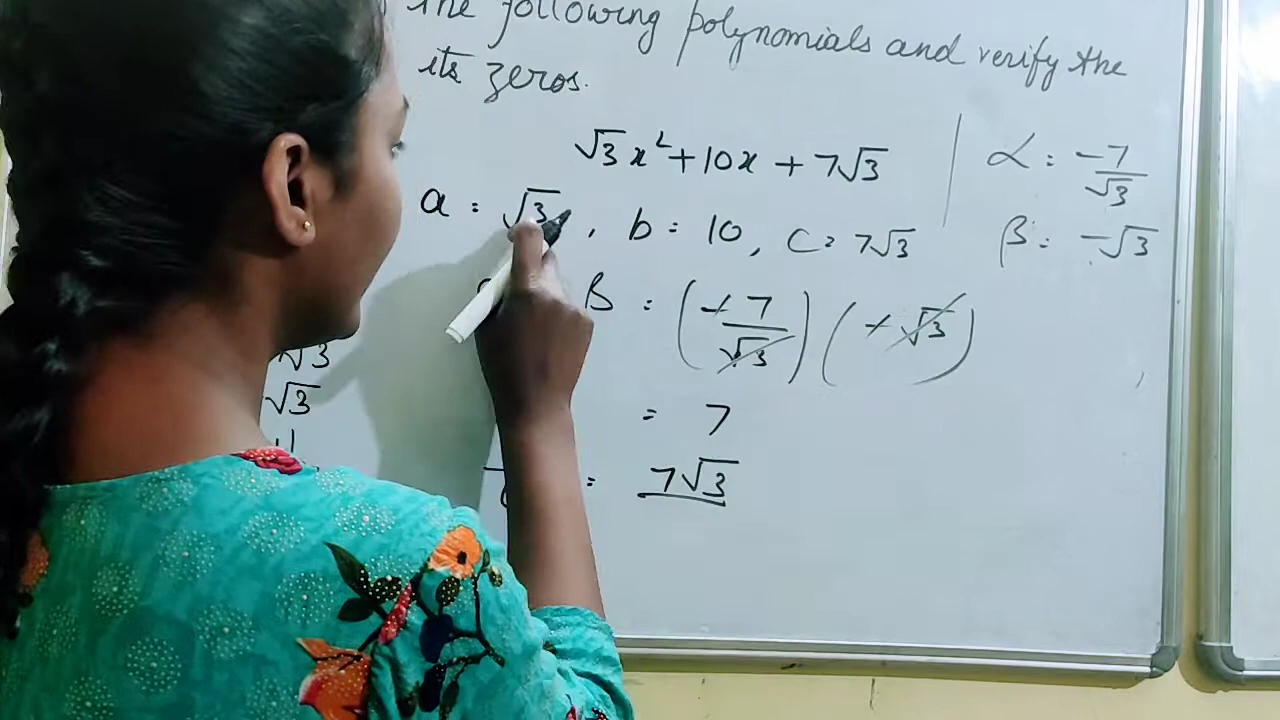 the following polynomials and verify the
its zeros.
√3x²+10x+7√3
α = -7/√3
a = √3, b = 10, c = 7√3
β = -√3
β = (-7/√3)(-√3)
√3
√3
= 7
= 7√3